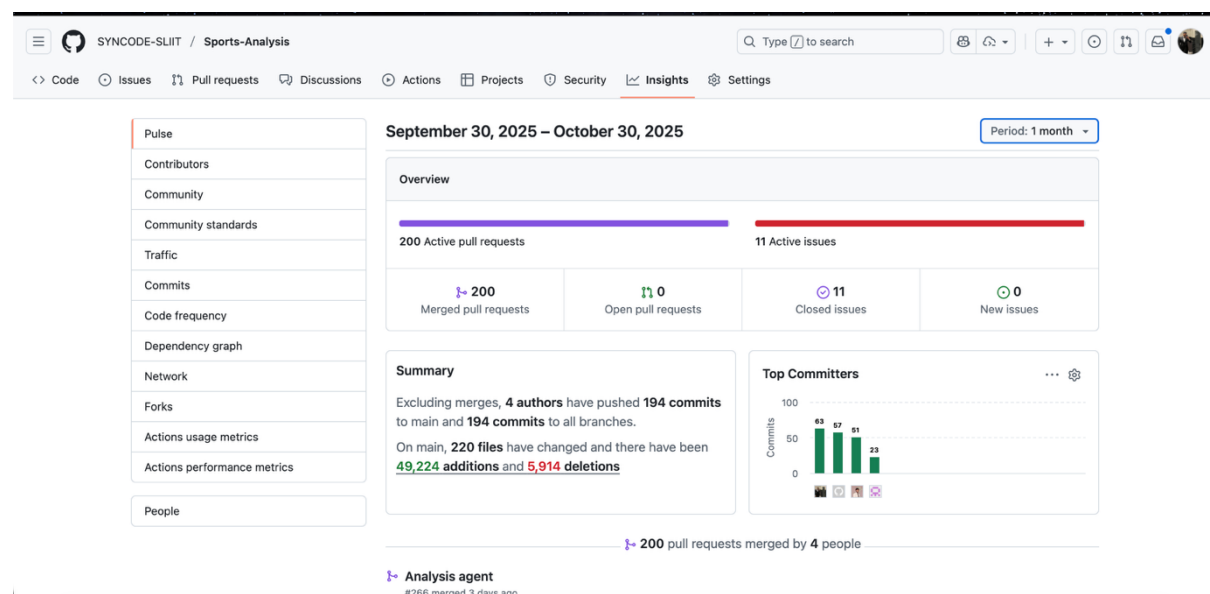 SYNCODE-SLIIT / Sports-Analysis
Type / to search
Code Issues Pull requests Discussions Actions Projects Security Insights Settings
Pulse
Contributors
Community
Community standards
Traffic
Commits
Code frequency
Dependency graph
Network
Forks
Actions usage metrics
Actions performance metrics
People
September 30, 2025 – October 30, 2025
Period: 1 month
Overview
200 Active pull requests
11 Active issues
200
Merged pull requests
0
Open pull requests
11
Closed issues
0
New issues
Summary
Excluding merges, 4 authors have pushed 194 commits
to main and 194 commits to all branches.
On main, 220 files have changed and there have been
49,224 additions and 5,914 deletions
Top Committers
Commits
100
50
0
63
57
51
23
200 pull requests merged by 4 people
Analysis agent
#266 merged 3 days ago